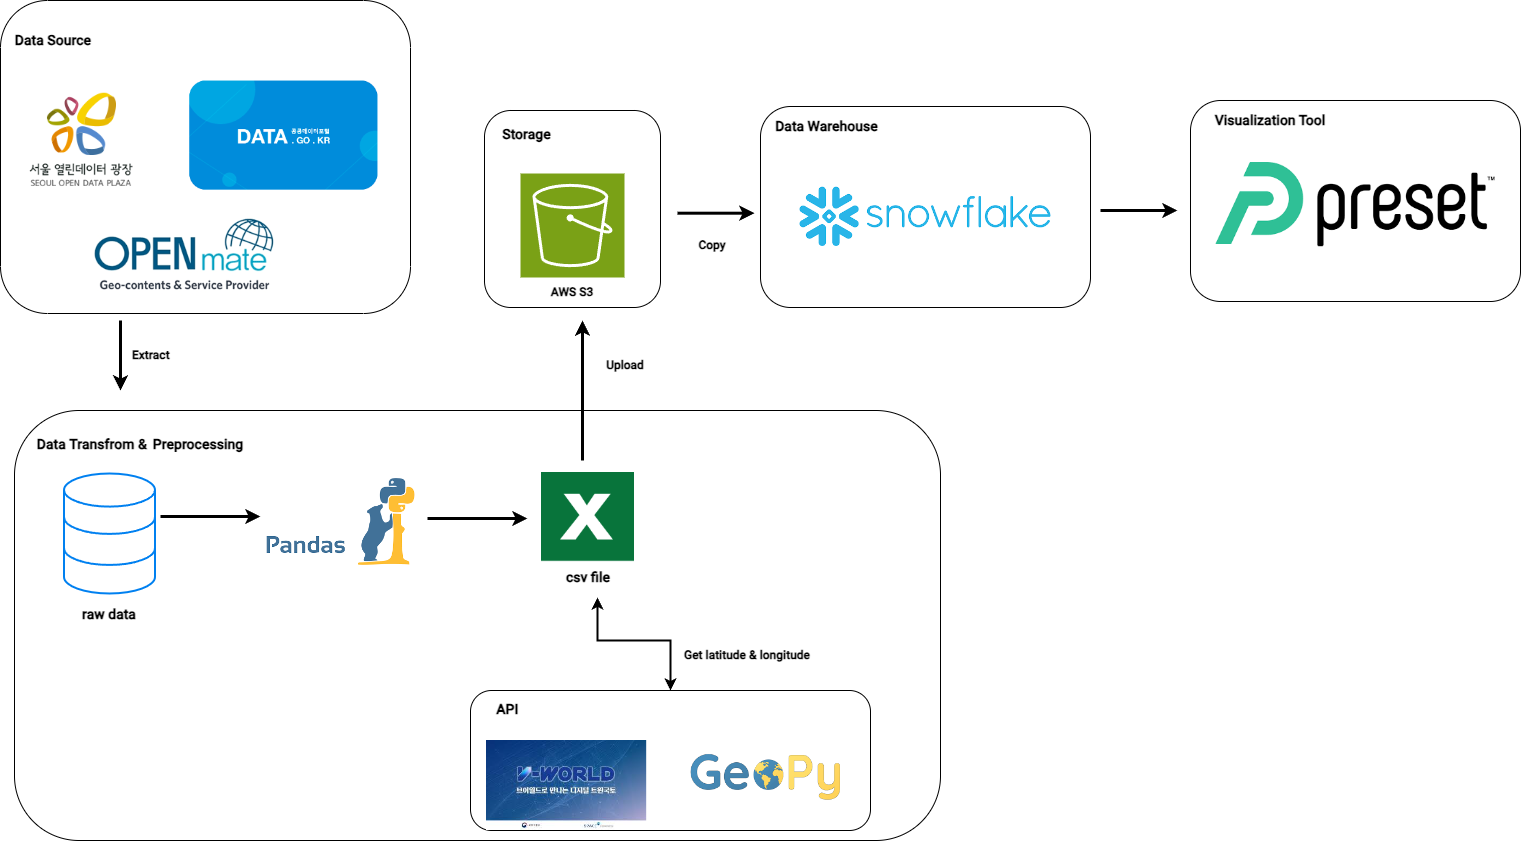 Data Source
서울 열린데이터 광장
SEOUL OPEN DATA PLAZA
DATA 공공데이터포털
. GO . KR
OPEN mate
Geo-contents & Service Provider
Extract
Storage
AWS S3
Copy
Data Warehouse
snowflake
Visualization Tool
preset™
Upload
Data Transfrom & Preprocessing
raw data
Pandas
X
csv file
Get latitude & longitude
API
V-WORLD
브이월드로 만나는 디지털 트윈국토
GeoPy